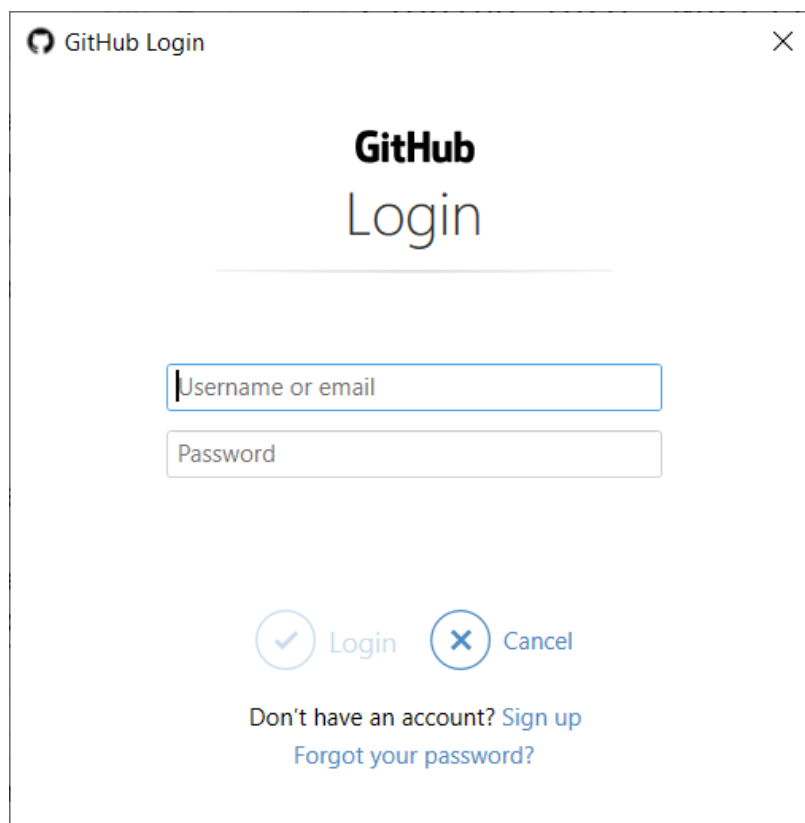 GitHub Login
GitHub
Login
Username or email
Password
Login Cancel
Don't have an account? Sign up
Forgot your password?